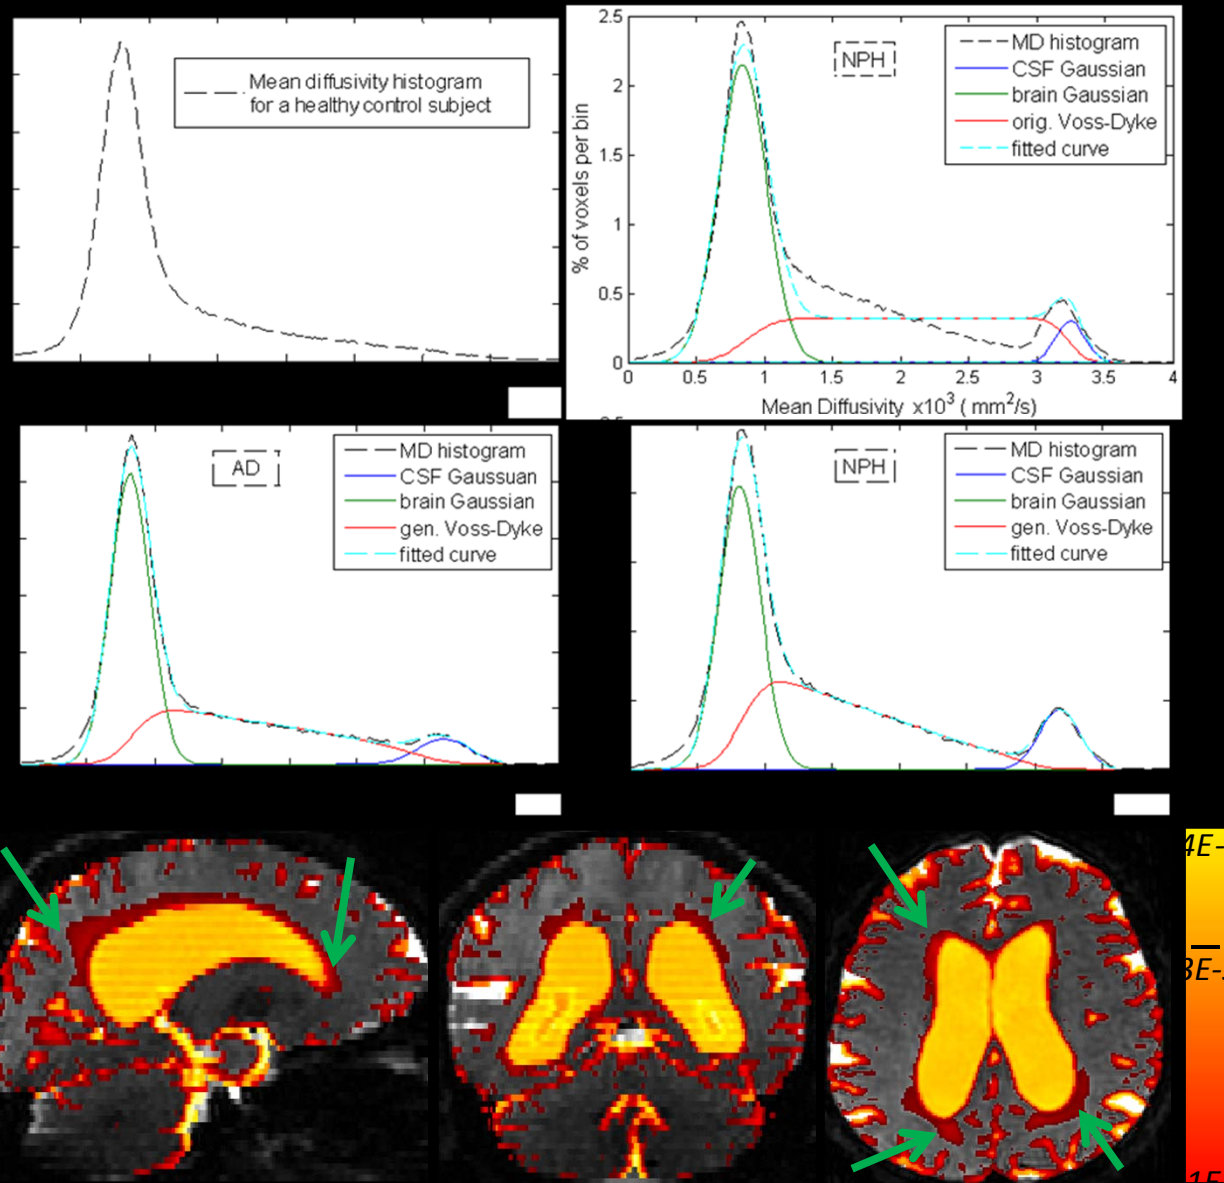 Mean diffusivity histogram
for a healthy control subject
2.5
2
1.5
1
0.5
0
% of voxels per bin
NPH
MD histogram
CSF Gaussian
brain Gaussian
orig. Voss-Dyke
fitted curve
0 0.5 1 1.5 2 2.5 3 3.5 4
Mean Diffusivity x10³ ( mm²/s)
AD
MD histogram
CSF Gaussuan
brain Gaussian
gen. Voss-Dyke
fitted curve
NPH
MD histogram
CSF Gaussian
brain Gaussian
gen. Voss-Dyke
fitted curve
4E-